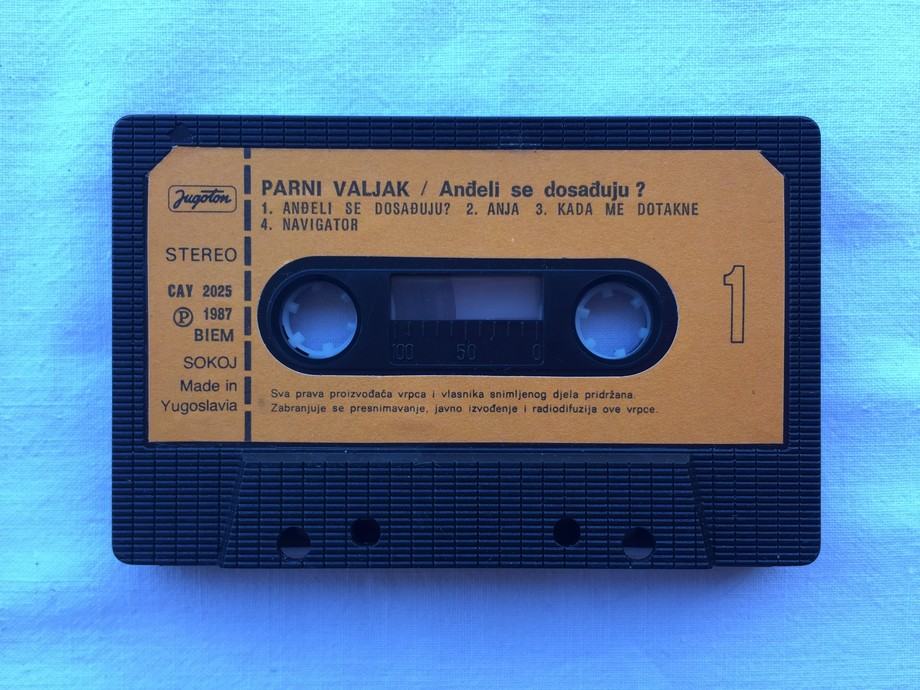 Jugoton
STEREO
CAY 2025
Ⓟ 1987
BIEM
SOKOJ
Made in
Yugoslavia
PARNI VALJAK / Anđeli se dosađuju ?
1. ANĐELI SE DOSAĐUJU? 2. ANJA 3. KADA ME DOTAKNE
4. NAVIGATOR
1
100 50 0
Sva prava proizvođača vrpca i vlasnika snimljenog djela pridržana.
Zabranjuje se presnimavanje, javno izvođenje i radiodifuzija ove vrpce.